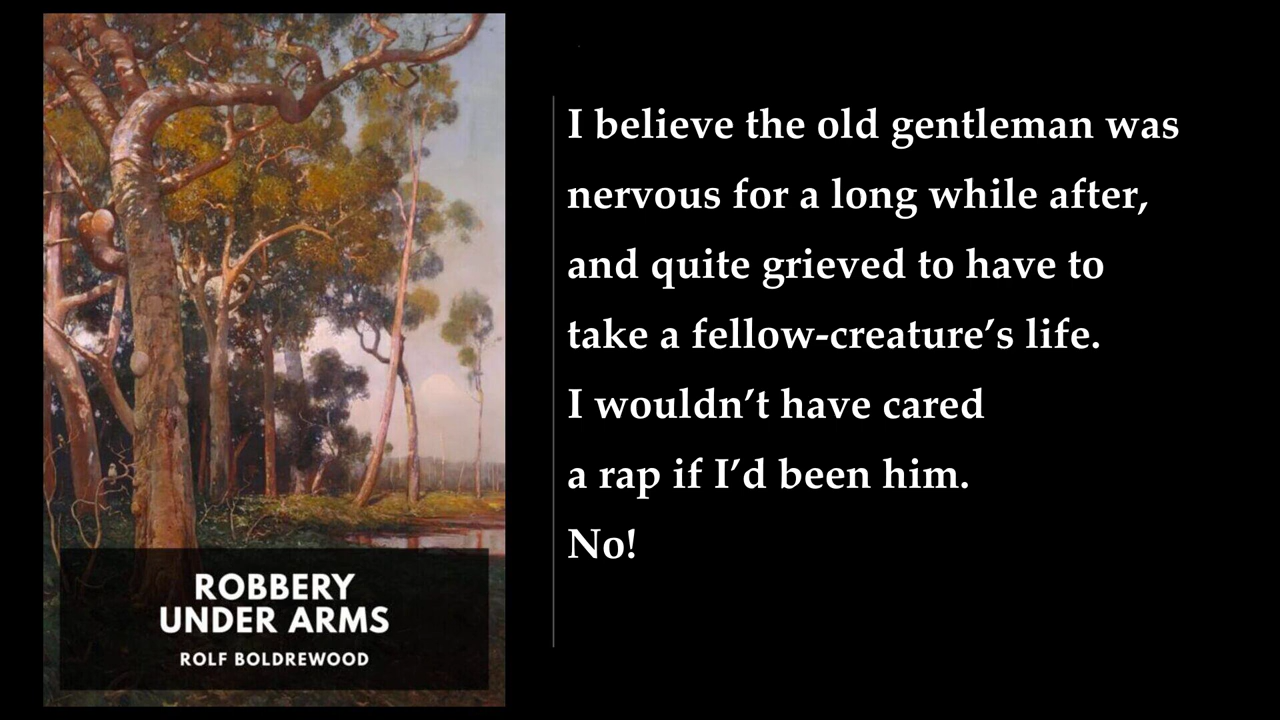 I believe the old gentleman was
nervous for a long while after,
and quite grieved to have to
take a fellow-creature’s life.
I wouldn’t have cared
a rap if I’d been him.
No!
ROBBERY
UNDER ARMS
ROLF BOLDREWOOD